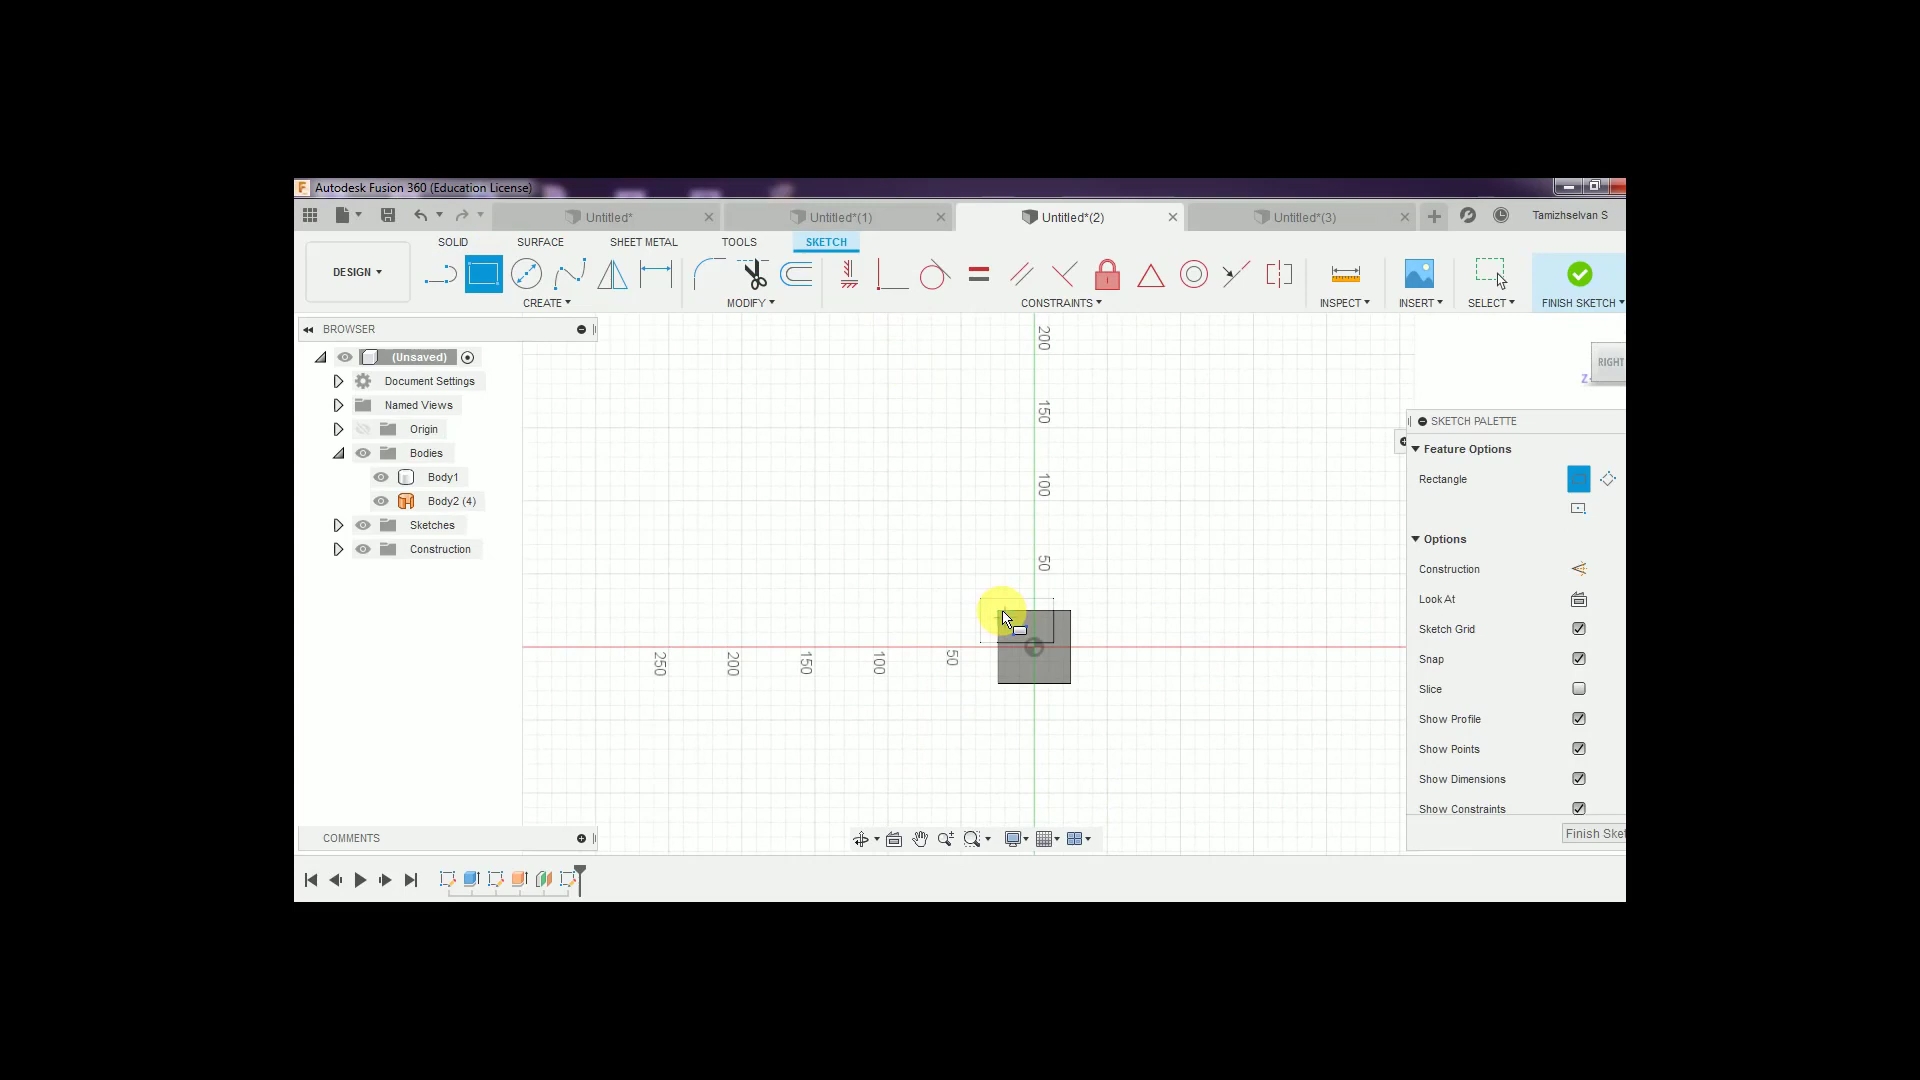 Autodesk Fusion 360 (Education License)
Untitled*
Untitled*(1)
Untitled*(2)
Untitled*(3)
Tamizhselvan S
SOLID
SURFACE
SHEET METAL
TOOLS
SKETCH
DESIGN
CREATE
MODIFY
CONSTRAINTS
INSPECT
INSERT
SELECT
FINISH SKETCH
BROWSER
(Unsaved)
Document Settings
Named Views
Origin
Bodies
Body1
Body2 (4)
Sketches
Construction
200
150
100
50
250
200
150
100
50
RIGHT
Z
SKETCH PALETTE
Feature Options
Rectangle
Options
Construction
Look At
Sketch Grid
Snap
Slice
Show Profile
Show Points
Show Dimensions
Show Constraints
Finish Sket
COMMENTS